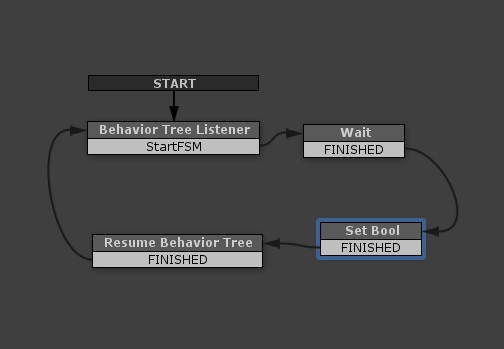 START
Behavior Tree Listener
StartFSM
Wait
FINISHED
Set Bool
FINISHED
Resume Behavior Tree
FINISHED